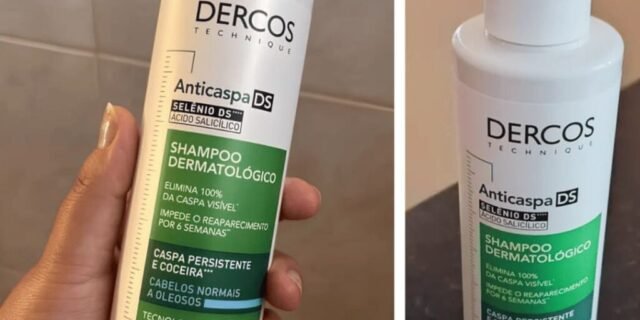 DERCOS
TECHNIQUE
Anticaspa DS
SELÊNIO DS****
ÁCIDO SALICÍLICO
SHAMPOO
DERMATOLÓGICO
ELIMINA 100%
DA CASPA VISÍVEL*
IMPEDE O REAPARECIMENTO
POR 6 SEMANAS**
CASPA PERSISTENTE
E COCEIRA***
CABELOS NORMAIS
A OLEOSOS
DERCOS
TECHNIQUE
Anticaspa DS
SELÊNIO DS****
ÁCIDO SALICÍLICO
SHAMPOO
DERMATOLÓGICO
ELIMINA 100%
DA CASPA VISÍVEL*
IMPEDE O REAPARECIMENTO
POR 6 SEMANAS**
CASPA PERSISTENTE